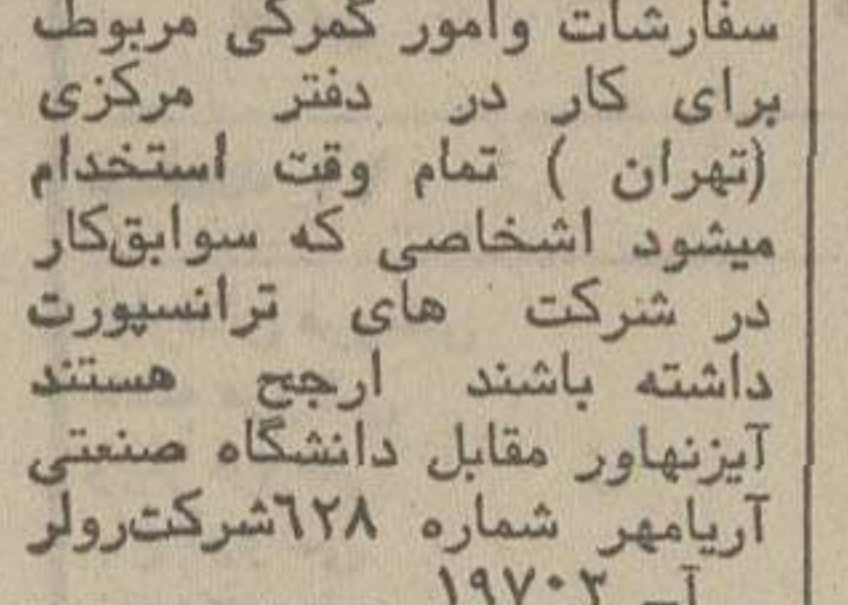 سفارشات وامور گمرکی مربوط
برای کار در دفتر مرکزی
(تهران) تمام وقت استخدام
میشود اشخاصی که سوابق‌کار
در شرکت های ترانسپورت
داشته باشند ارجح هستند
آیزنهاور مقابل دانشگاه صنعتی
آریامهر شماره ۶۲۸شرکت‌رولر
آ ـ ۱۹۷۰۳